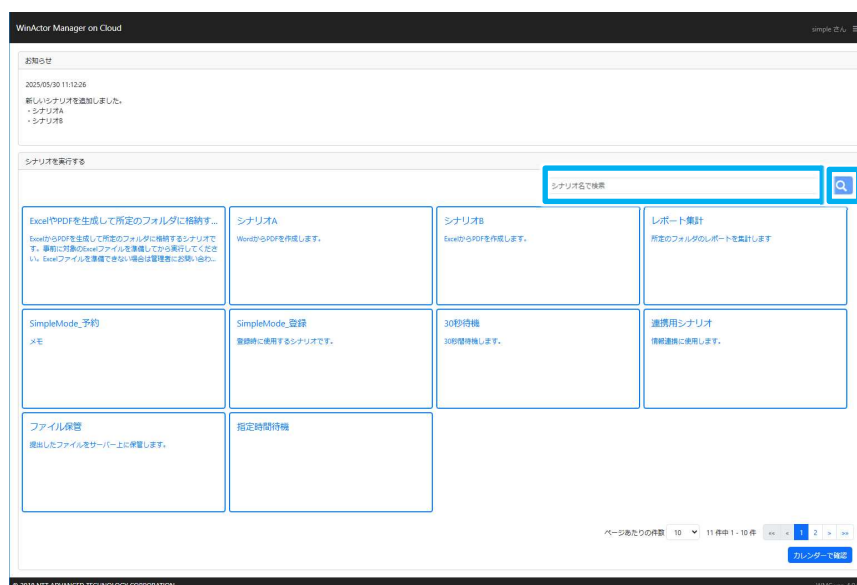 WinActor Manager on Cloud
simple さん
お知らせ
2025/05/30 11:12:26
新しいシナリオを追加しました。
・シナリオA
・シナリオB
シナリオを実行する
シナリオ名で検索
ExcelやPDFを生成して所定のフォルダに格納す...
ExcelからPDFを生成して所定のフォルダに格納するシナリオで
す。事前に対象のExcelファイルを準備してから実行してくださ
い。Excelファイルを準備できない場合は管理者にお問い合わ...
シナリオA
WordからPDFを作成します。
シナリオB
ExcelからPDFを作成します。
レポート集計
所定のフォルダのレポートを集計します
SimpleMode_予約
メモ
SimpleMode_登録
登録時に使用するシナリオです。
30秒待機
30秒間待機します。
連携用シナリオ
情報連携に使用します。
ファイル保管
提出したファイルをサーバー上に保管します。
指定時間待機
ページあたりの件数 10 11 件中 1 - 10 件 «« « 1 2 » »»
カレンダーで確認
© 2018 NTT ADVANCED TECHNOLOGY CORPORATION